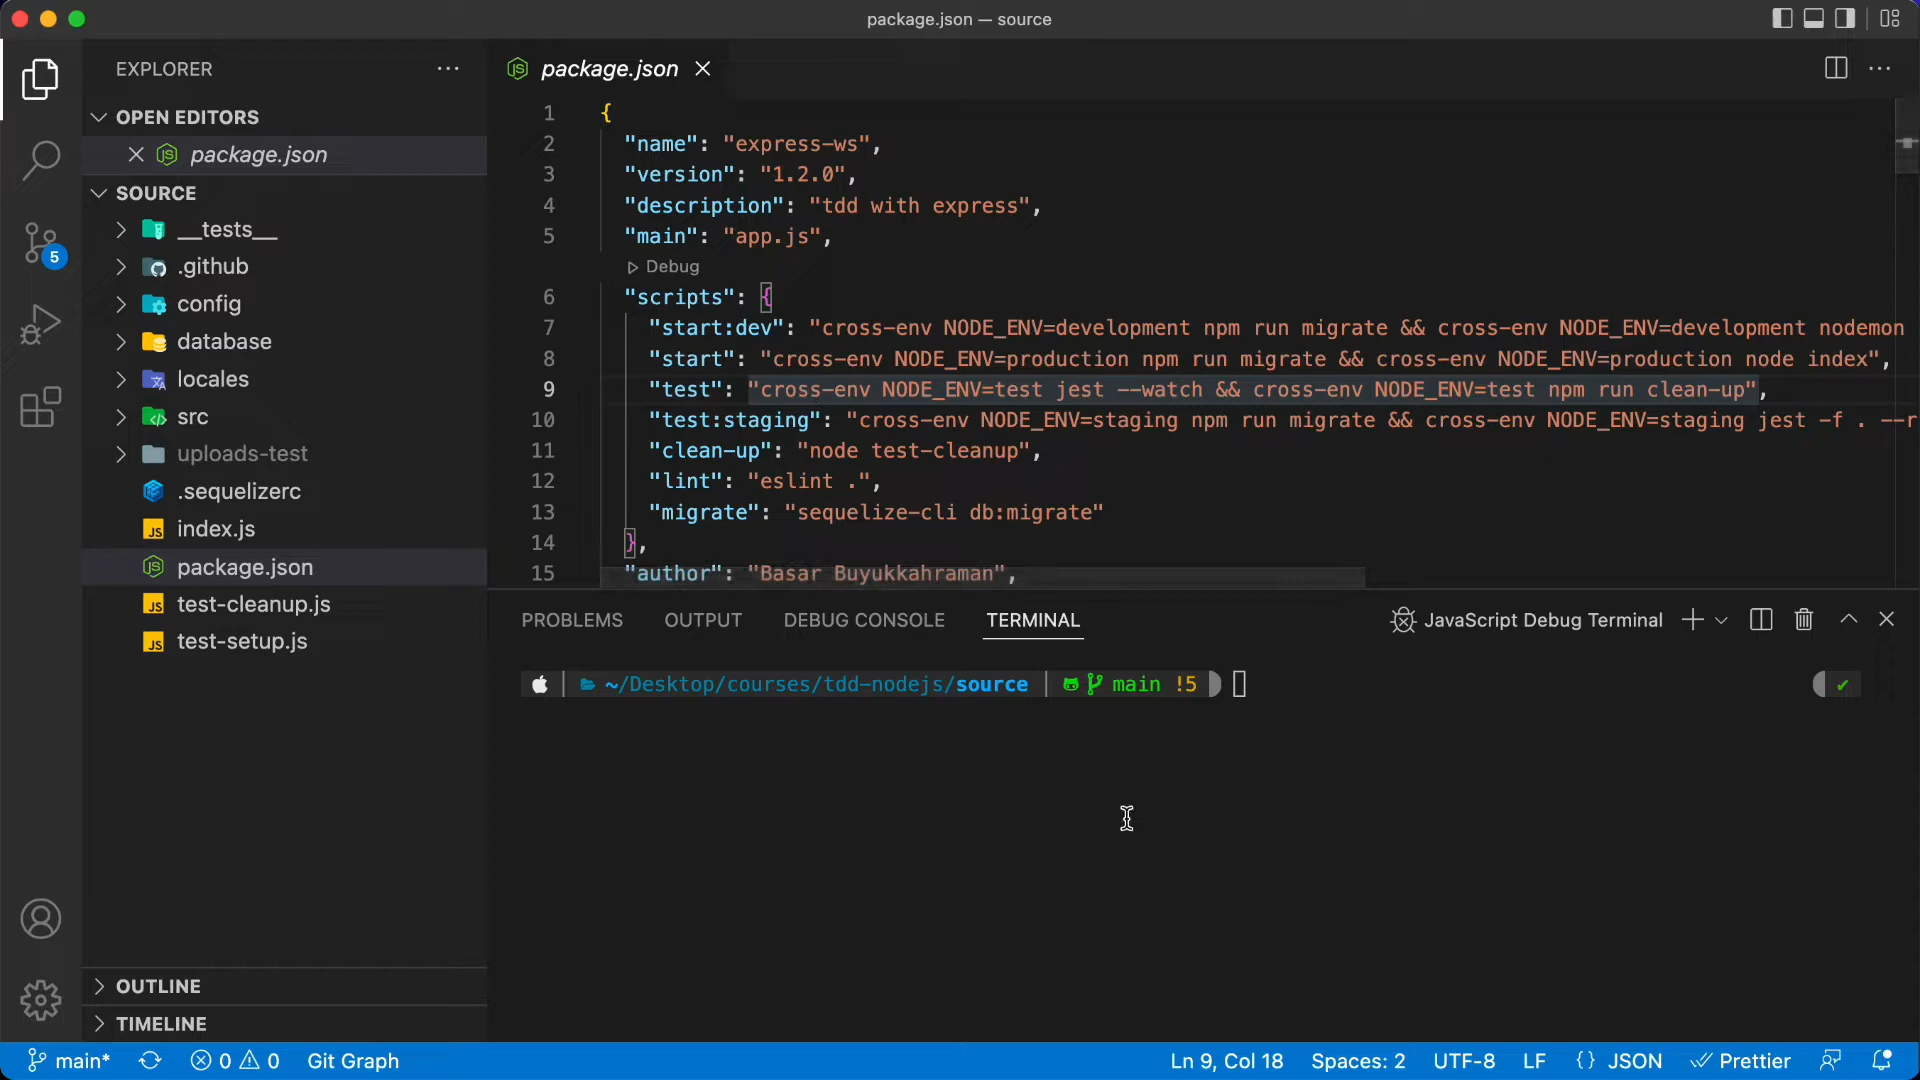 package.json — source
EXPLORER
OPEN EDITORS
package.json
SOURCE
__tests__
.github
config
database
locales
src
uploads-test
.sequelizerc
JS index.js
package.json
JS test-cleanup.js
JS test-setup.js
OUTLINE
TIMELINE
5
package.json
1 {
2 "name": "express-ws",
3 "version": "1.2.0",
4 "description": "tdd with express",
5 "main": "app.js",
Debug
6 "scripts": {
7 "start:dev": "cross-env NODE_ENV=development npm run migrate && cross-env NODE_ENV=development nodemon
8 "start": "cross-env NODE_ENV=production npm run migrate && cross-env NODE_ENV=production node index",
9 "test": "cross-env NODE_ENV=test jest --watch && cross-env NODE_ENV=test npm run clean-up",
10 "test:staging": "cross-env NODE_ENV=staging npm run migrate && cross-env NODE_ENV=staging jest -f . --r
11 "clean-up": "node test-cleanup",
12 "lint": "eslint .",
13 "migrate": "sequelize-cli db:migrate"
14 },
15 "author": "Basar Buyukkahraman",
PROBLEMS OUTPUT DEBUG CONSOLE TERMINAL JavaScript Debug Terminal
~/Desktop/courses/tdd-nodejs/source main !5
main* 0 0 Git Graph Ln 9, Col 18 Spaces: 2 UTF-8 LF {} JSON Prettier